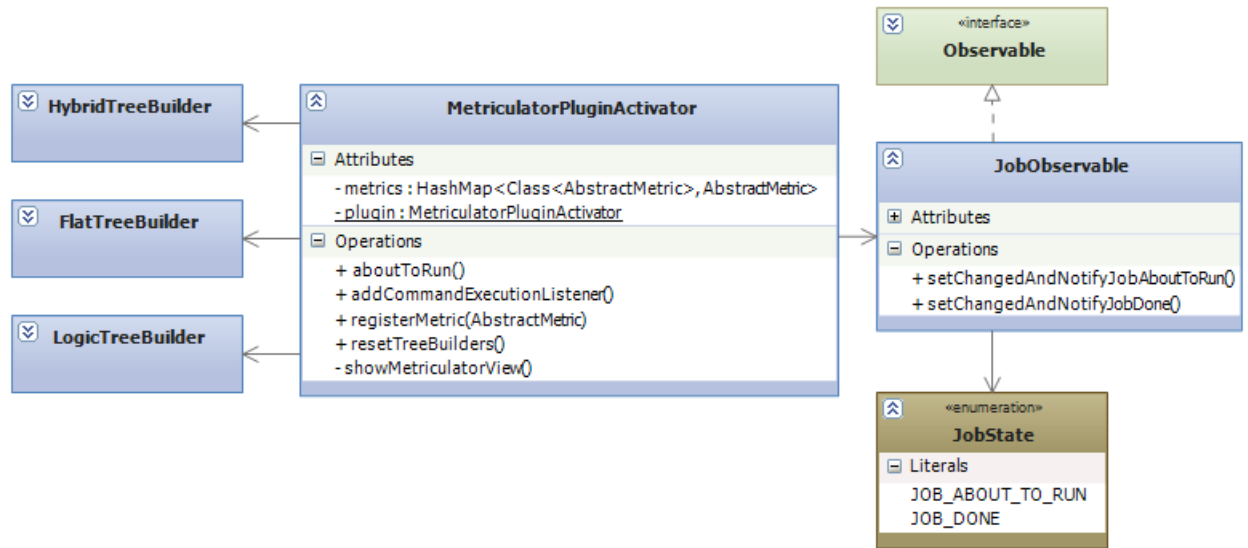 HybridTreeBuilder
FlatTreeBuilder
LogicTreeBuilder
MetriculatorPluginActivator
Attributes
- metrics : HashMap<Class<AbstractMetric>, AbstractMetric>
- plugin : MetriculatorPluginActivator
Operations
+ aboutToRun()
+ addCommandExecutionListener()
+ registerMetric(AbstractMetric)
+ resetTreeBuilders()
- showMetriculatorView()
«interface»
Observable
JobObservable
Attributes
Operations
+ setChangedAndNotifyJobAboutToRun()
+ setChangedAndNotifyJobDone()
«enumeration»
JobState
Literals
JOB_ABOUT_TO_RUN
JOB_DONE